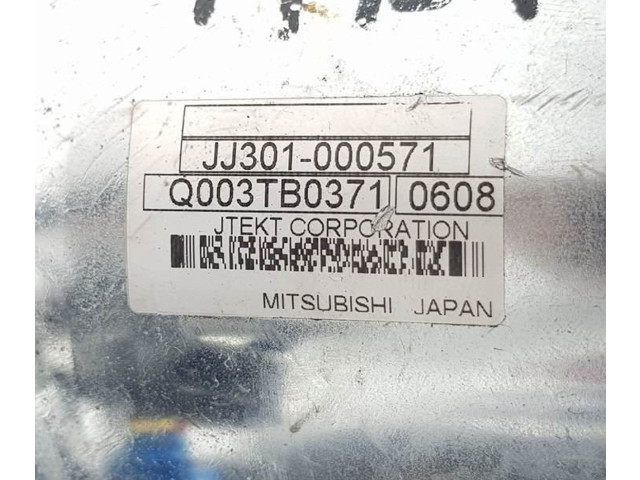 JJ301-000571
Q003TB0371 0608
JTEKT CORPORATION
MITSUBISHI JAPAN